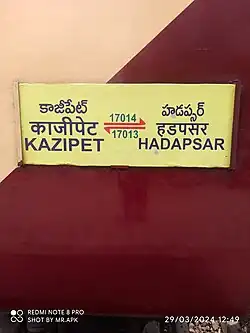 కాజీపేట్ 17014 హడప్సర్
काजीपेट 17013 हडपसर
KAZIPET HADAPSAR
REDMI NOTE 8 PRO
SHOT BY MR.APK 29/03/2024 12:49